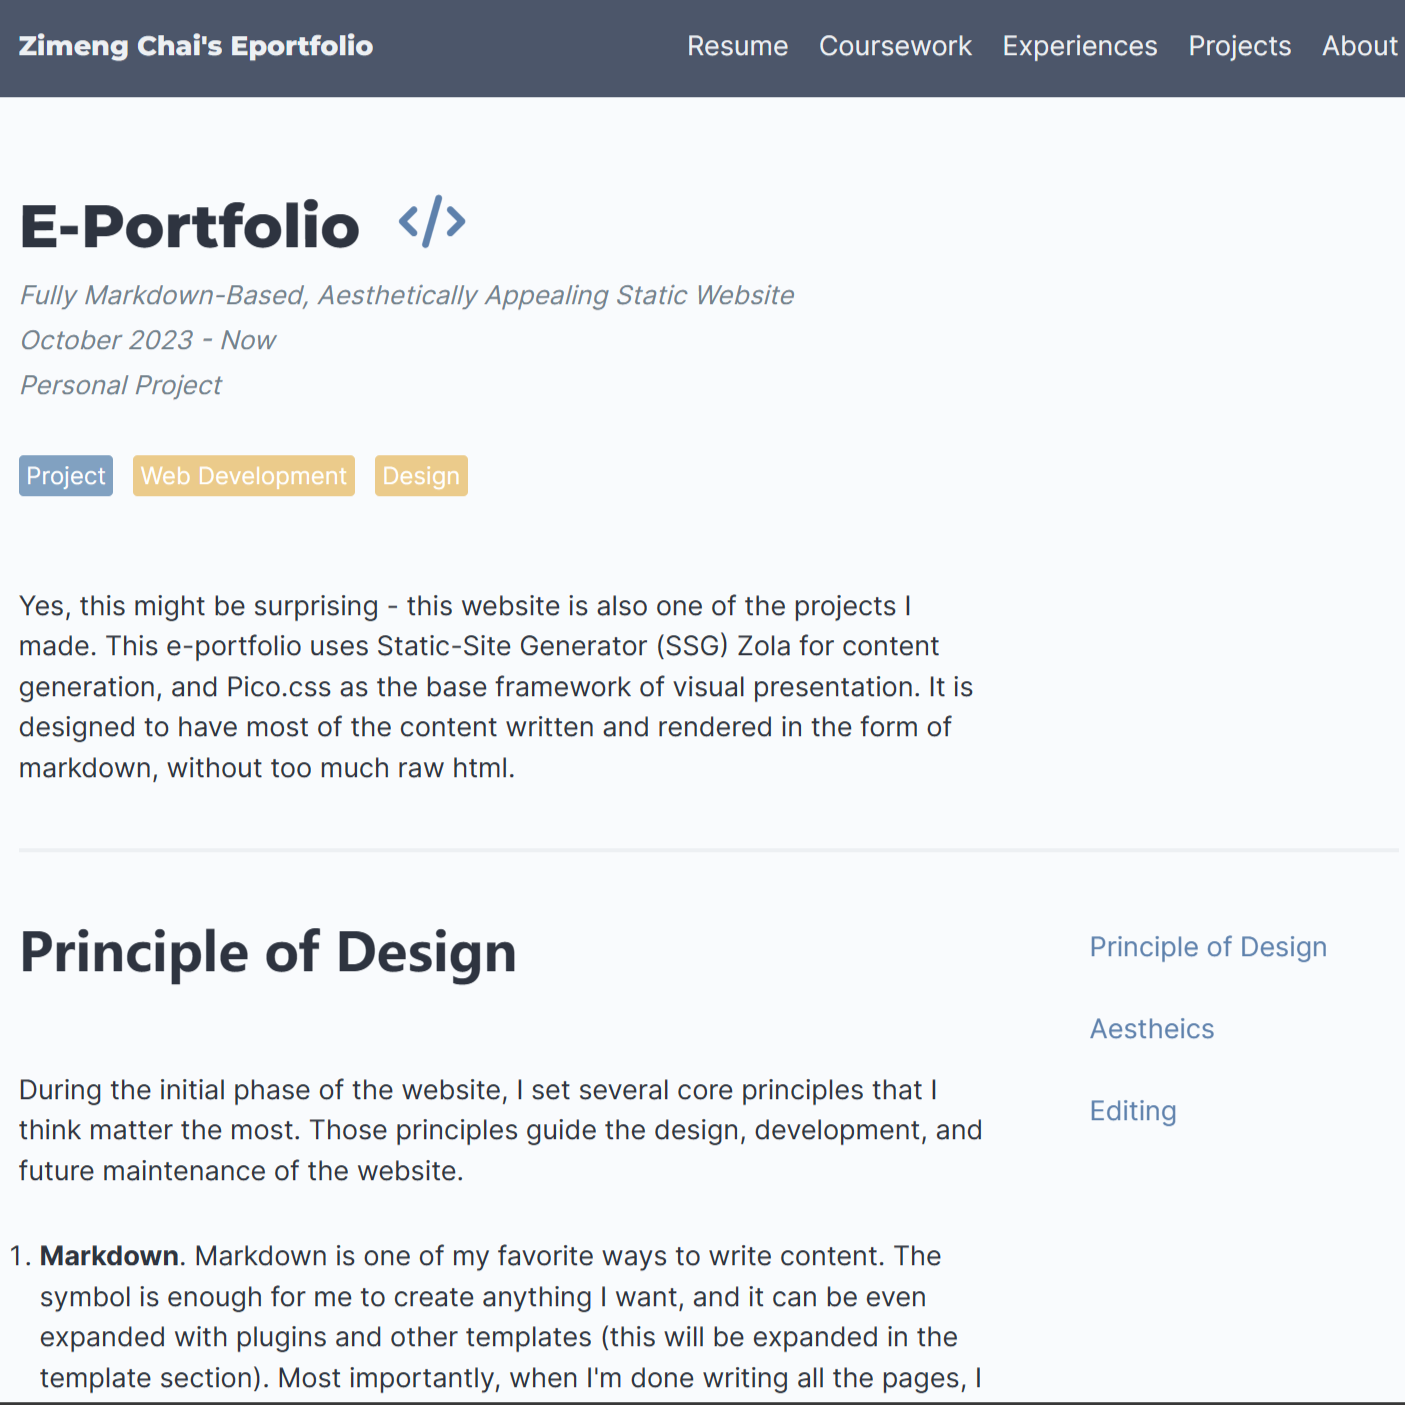 Zimeng Chai's Eportfolio
Resume Coursework Experiences Projects About
E-Portfolio </>
Fully Markdown-Based, Aesthetically Appealing Static Website
October 2023 - Now
Personal Project
Project Web Development Design
Yes, this might be surprising - this website is also one of the projects I
made. This e-portfolio uses Static-Site Generator (SSG) Zola for content
generation, and Pico.css as the base framework of visual presentation. It is
designed to have most of the content written and rendered in the form of
markdown, without too much raw html.
Principle of Design
During the initial phase of the website, I set several core principles that I
think matter the most. Those principles guide the design, development, and
future maintenance of the website.
1. Markdown. Markdown is one of my favorite ways to write content. The
symbol is enough for me to create anything I want, and it can be even
expanded with plugins and other templates (this will be expanded in the
template section). Most importantly, when I'm done writing all the pages, I
Principle of Design
Aestheics
Editing